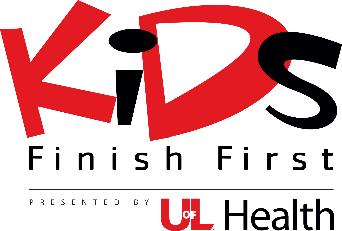 KiDS
Finish First
PRESENTED BY UofL Health